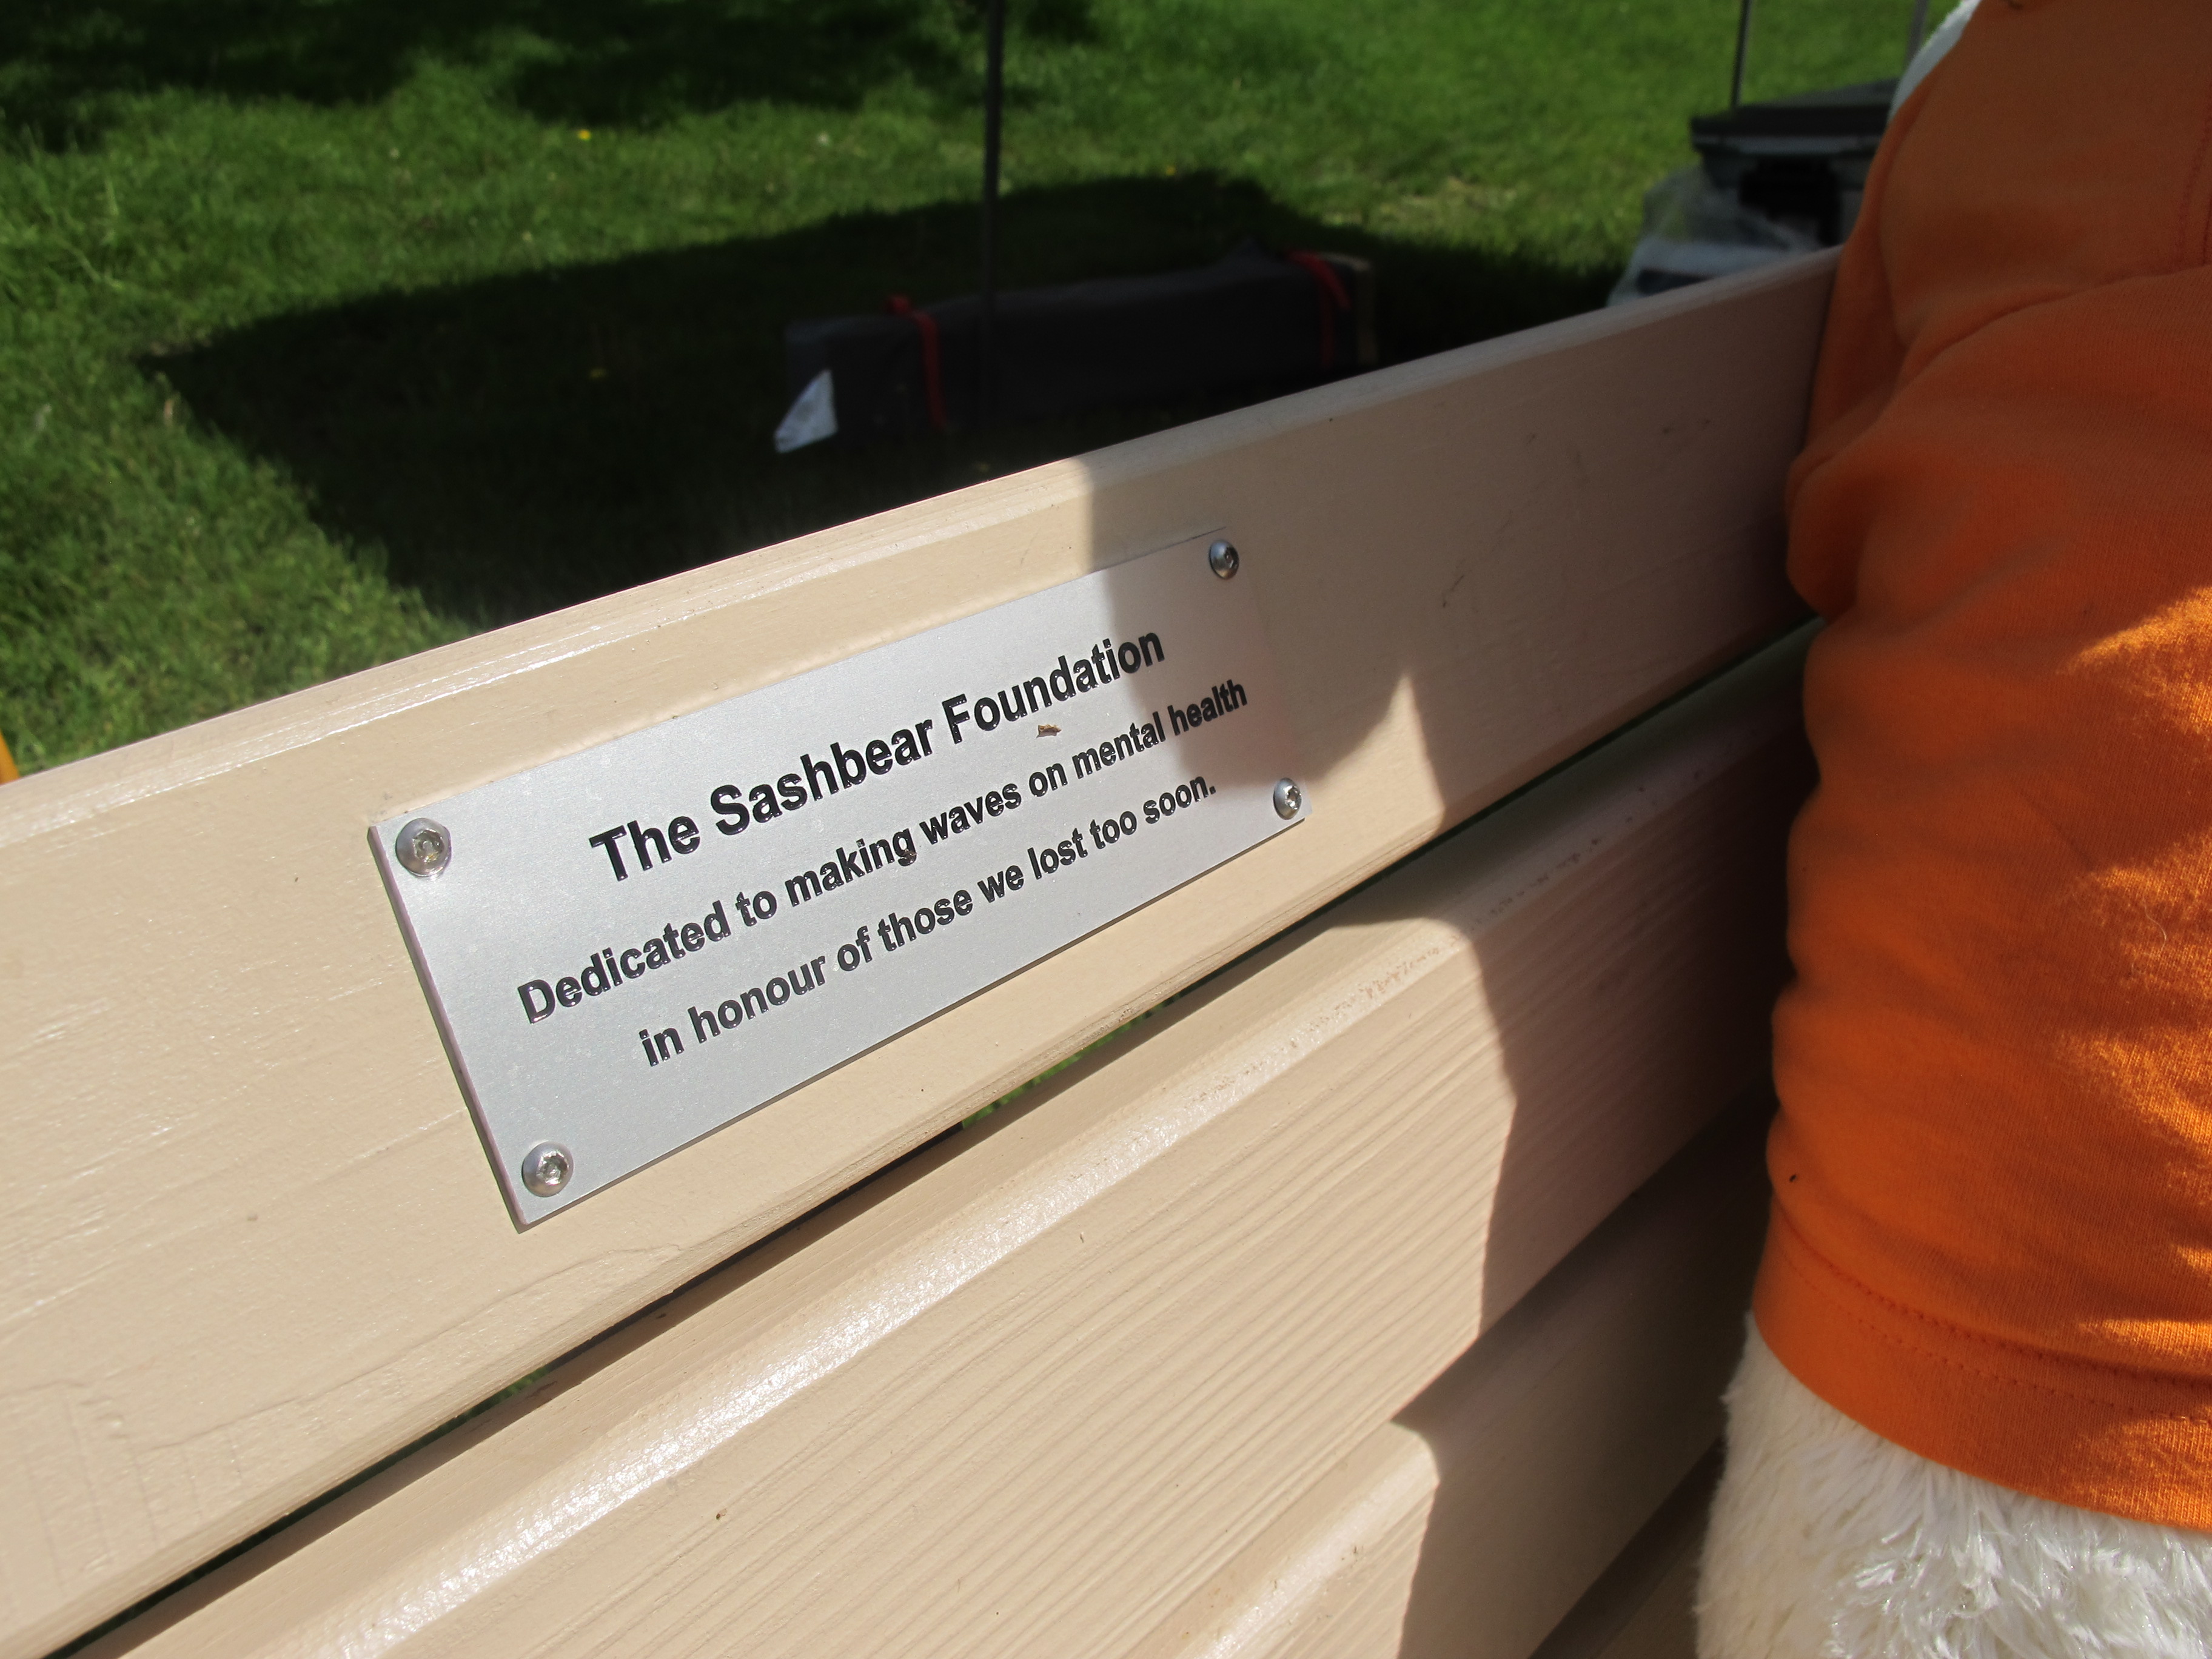 The Sashbear Foundation
Dedicated to making waves on mental health
in honour of those we lost too soon.